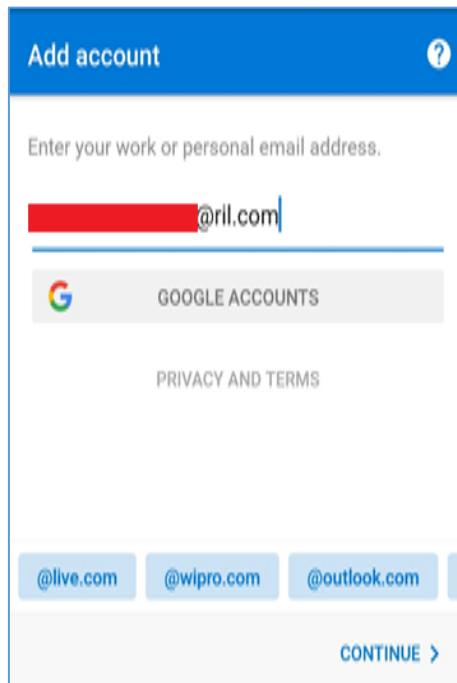 Add account ?
Enter your work or personal email address.
@ril.com
G GOOGLE ACCOUNTS
PRIVACY AND TERMS
@live.com @wipro.com @outlook.com
CONTINUE >